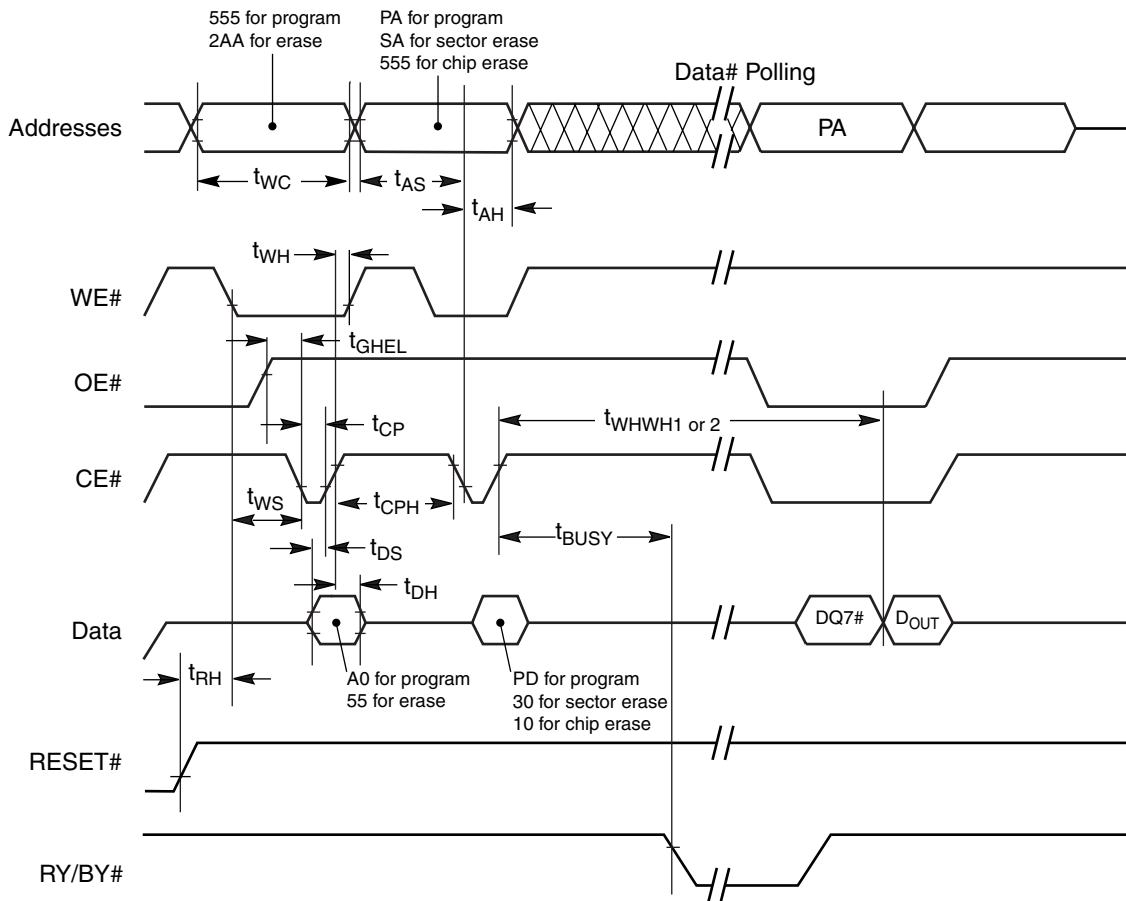 555 for program
2AA for erase
PA for program
SA for sector erase
555 for chip erase
Data# Polling
Addresses
PA
tWC
tAS
tAH
tWH
WE#
tGHEL
OE#
tWHWH1 or 2
tCP
CE#
tWS
tCPH
tBUSY
tDS
tDH
Data
DQ7#
DOUT
tRH
A0 for program
55 for erase
PD for program
30 for sector erase
10 for chip erase
RESET#
RY/BY#